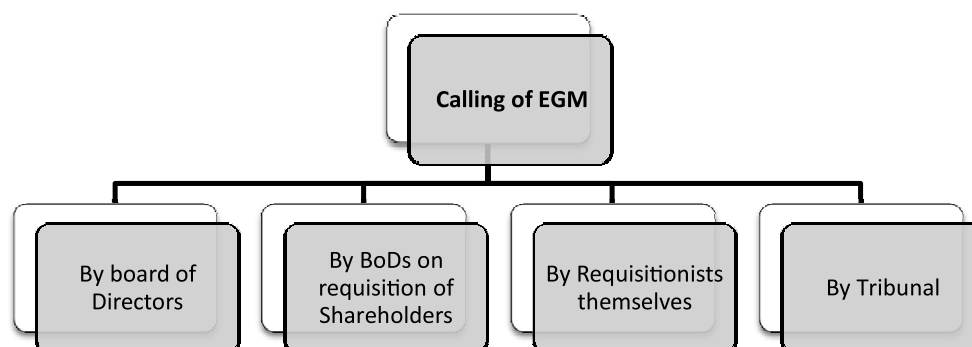 Calling of EGM
By board of
Directors
By BoDs on
requisition of
Shareholders
By Requisitionists
themselves
By Tribunal